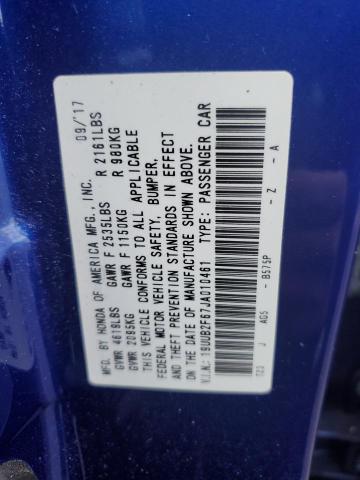 MFD. BY HONDA OF AMERICA MFG., INC. 09/'17
GVWR 4619LBS GAWR F 2535LBS R 2161LBS
GVWR 2095KG GAWR F 1150KG R 980KG
THIS VEHICLE CONFORMS TO ALL APPLICABLE
FEDERAL MOTOR VEHICLE SAFETY, BUMPER,
AND THEFT PREVENTION STANDARDS IN EFFECT
ON THE DATE OF MANUFACTURE SHOWN ABOVE.
V.I.N.: 19UUB2F67JA010461 PASSENGER CAR
TZ3 J AG5 - B575P - Z - A